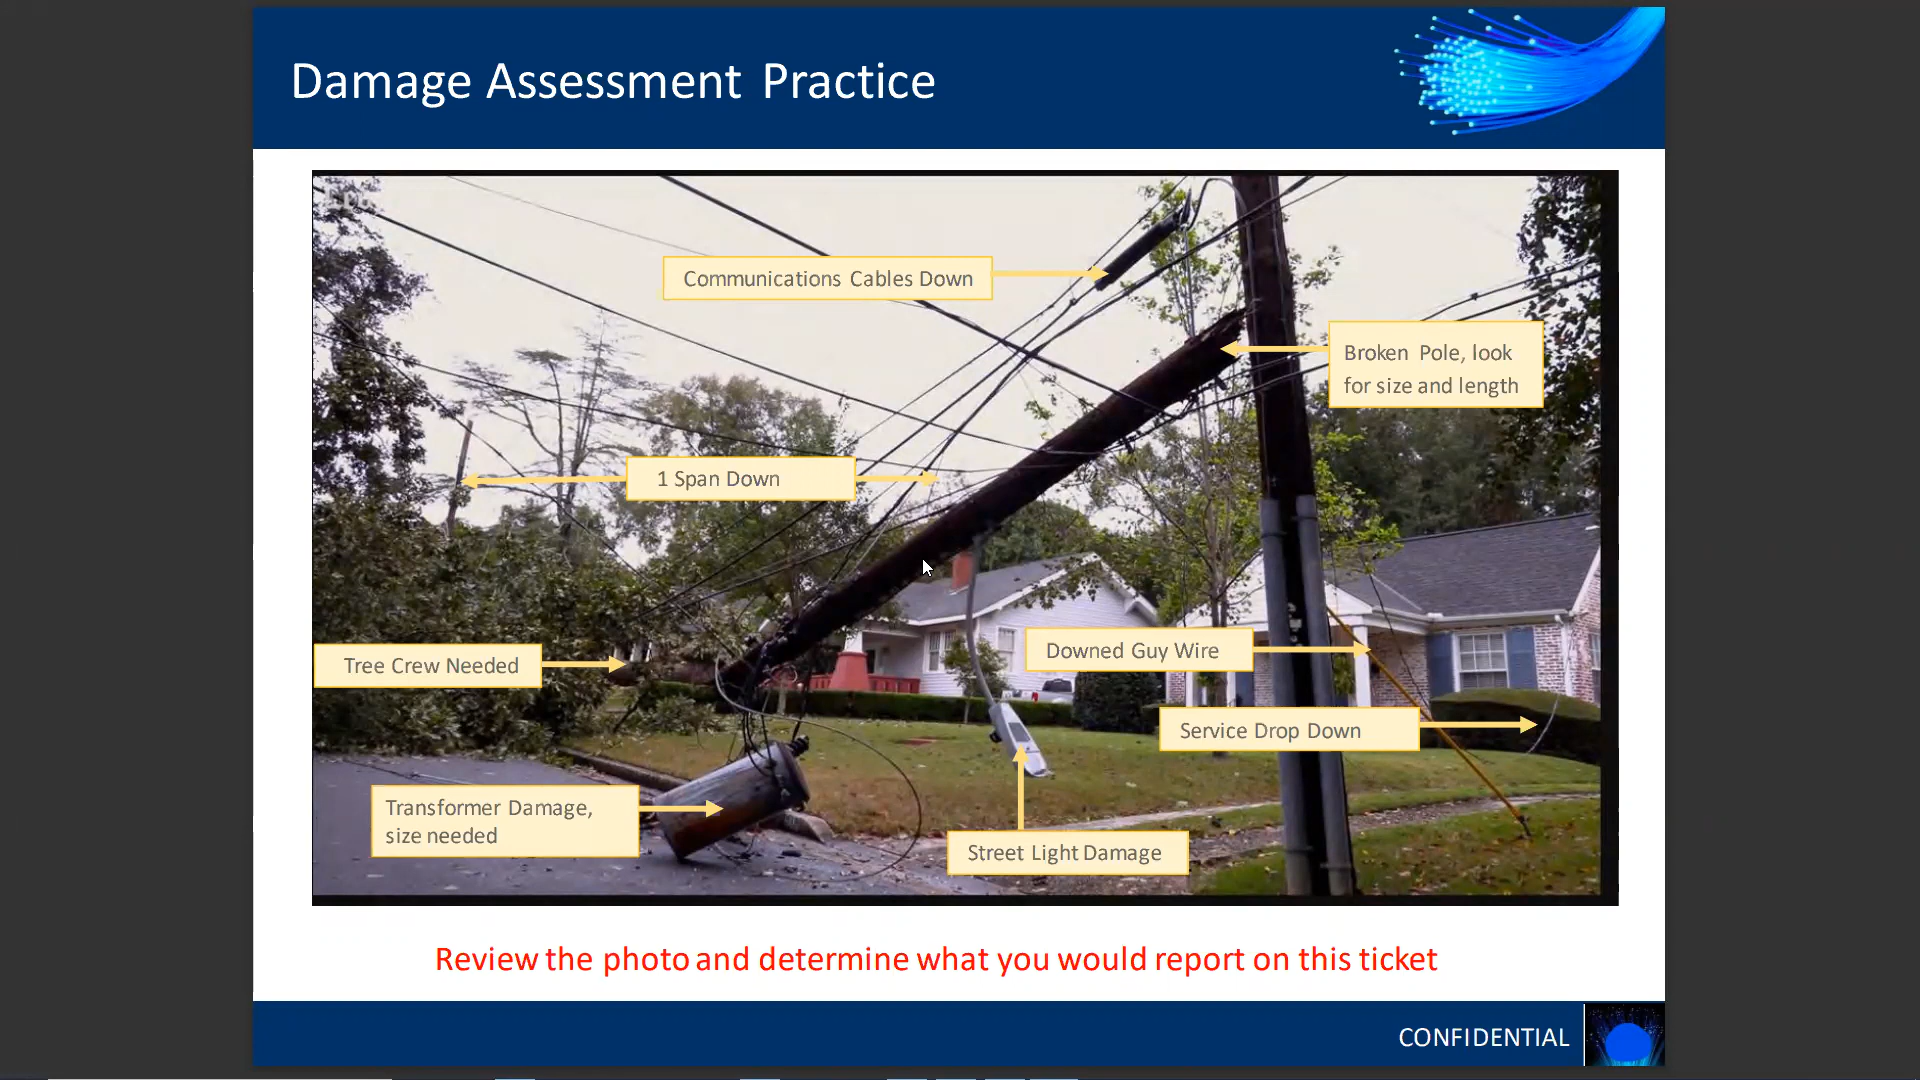 Damage Assessment Practice
Communications Cables Down
Broken Pole, look
for size and length
1 Span Down
Tree Crew Needed
Downed Guy Wire
Service Drop Down
Transformer Damage,
size needed
Street Light Damage
Review the photo and determine what you would report on this ticket
CONFIDENTIAL